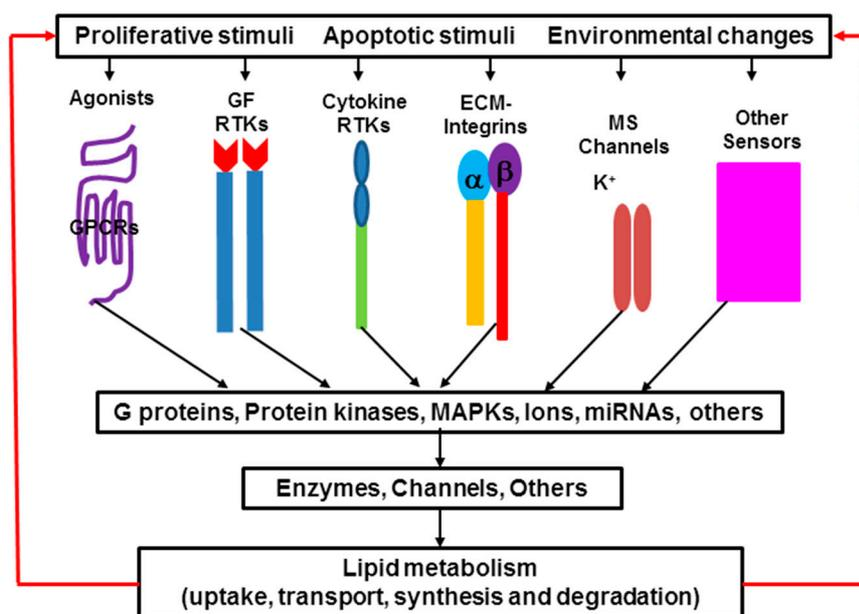 Proliferative stimuli Apoptotic stimuli Environmental changes
Agonists
GF
RTKs
Cytokine
RTKs
ECM-
Integrins
MS
Channels
Other
Sensors
K⁺
α
β
GPCRs
G proteins, Protein kinases, MAPKs, Ions, miRNAs, others
Enzymes, Channels, Others
Lipid metabolism
(uptake, transport, synthesis and degradation)